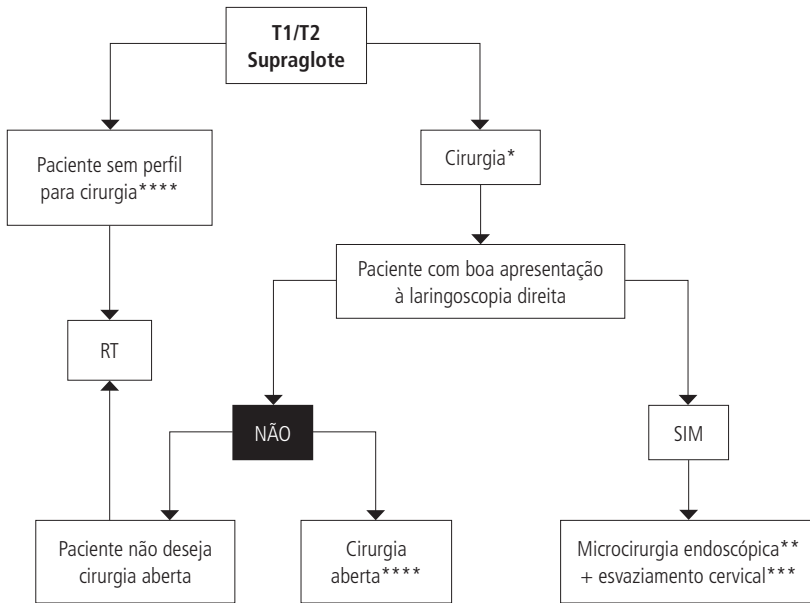 T1/T2
Supraglote
Paciente sem perfil
para cirurgia****
Cirurgia*
Paciente com boa apresentação
à laringoscopia direita
RT
NÃO
SIM
Paciente não deseja
cirurgia aberta
Cirurgia
aberta****
Microcirurgia endoscópica**
+ esvaziamento cervical***